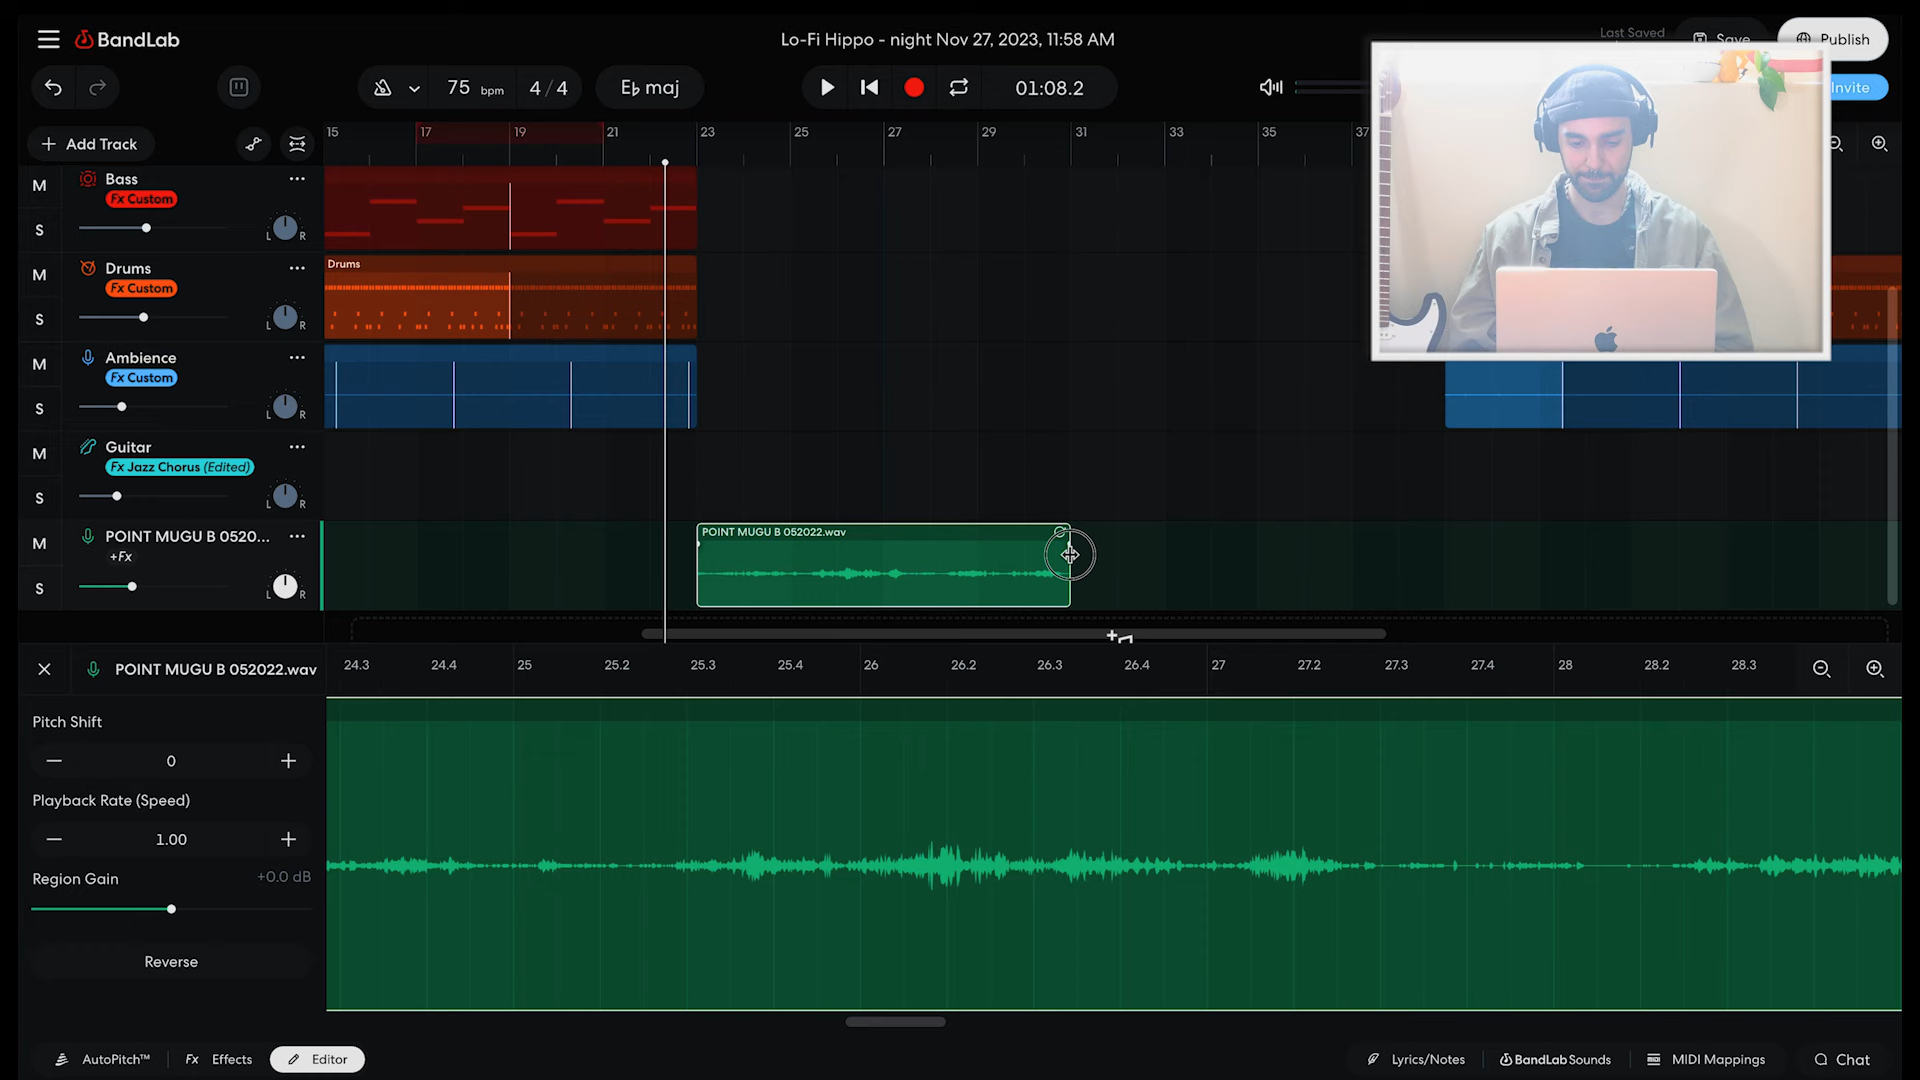 BandLab
Lo-Fi Hippo - night Nov 27, 2023, 11:58 AM
Last Saved
Save
Publish
75 bpm
4/4
E♭ maj
01:08.2
Invite
+ Add Track
15 17 19 21 23 25 27 29 31 33 35 37
M
Bass
Fx Custom
S
L R
M
Drums
Fx Custom
S
L R
Drums
M
Ambience
Fx Custom
S
L R
M
Guitar
Fx Jazz Chorus (Edited)
S
L R
M
POINT MUGU B 0520...
+Fx
S
L R
POINT MUGU B 052022.wav
POINT MUGU B 052022.wav
24.3 24.4 25 25.2 25.3 25.4 26 26.2 26.3 26.4 27 27.2 27.3 27.4 28 28.2 28.3
Pitch Shift
0
Playback Rate (Speed)
1.00
Region Gain +0.0 dB
Reverse
AutoPitch™
Fx Effects
Editor
Lyrics/Notes
BandLab Sounds
MIDI Mappings
Chat